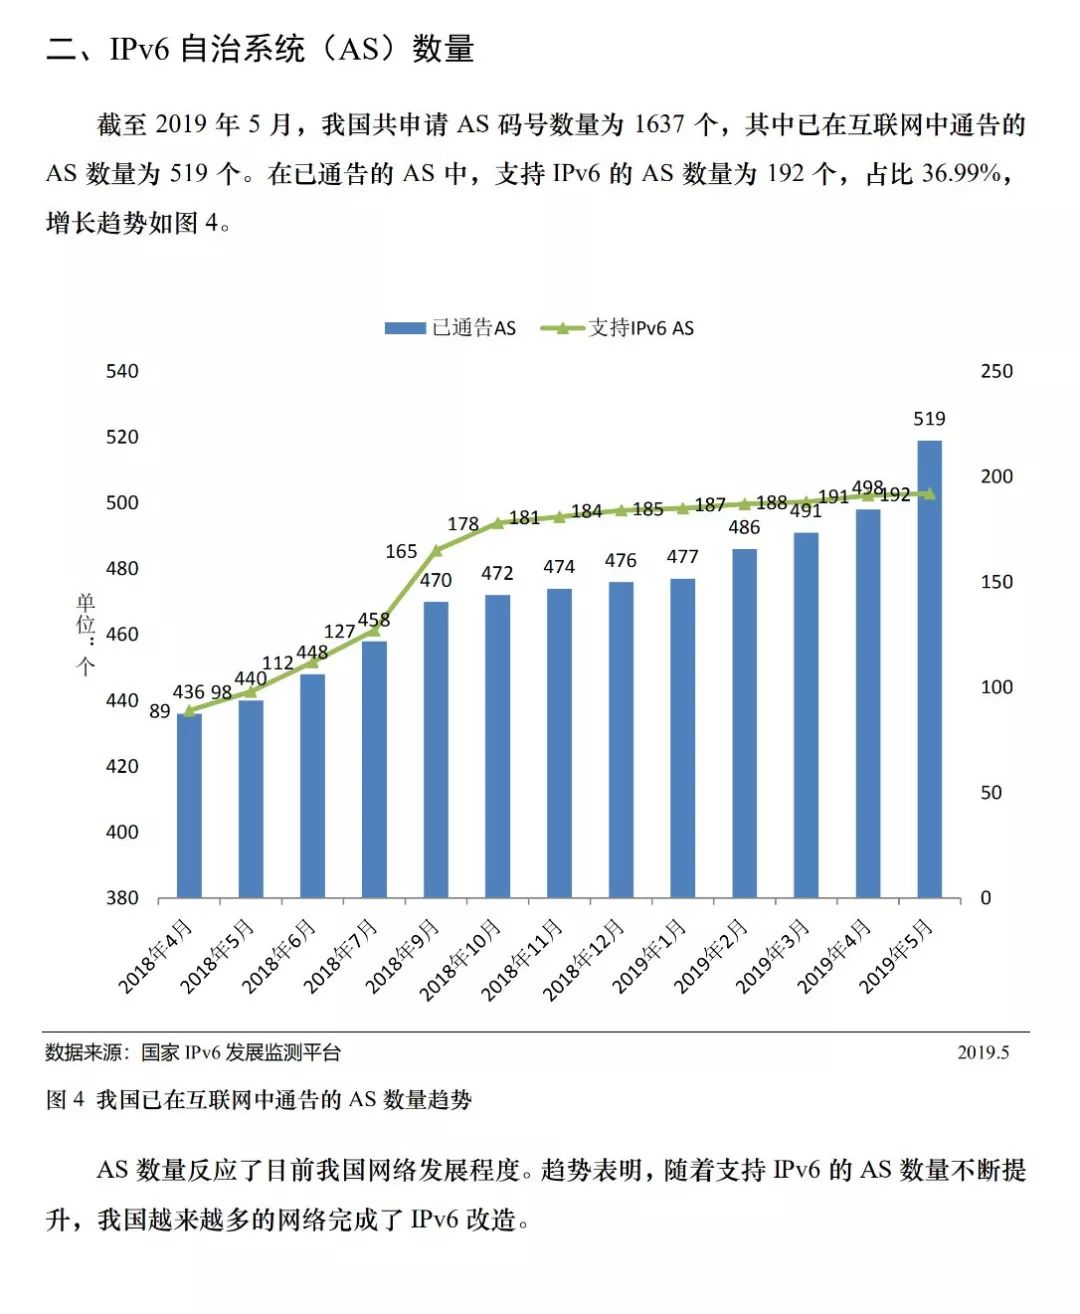 二、IPv6 自治系统（AS）数量
截至 2019 年 5 月，我国共申请 AS 码号数量为 1637 个，其中已在互联网中通告的
AS 数量为 519 个。在已通告的 AS 中，支持 IPv6 的 AS 数量为 192 个，占比 36.99%，
增长趋势如图 4。
已通告AS 支持IPv6 AS
540
520
500
480
460
440
420
400
380
单位：个
250
200
150
100
50
0
436
440
448
458
470
472
474
476
477
486
491
498
519
89
98
112
127
165
178
181
184
185
187
188
191
192
2018年4月
2018年5月
2018年6月
2018年7月
2018年9月
2018年10月
2018年11月
2018年12月
2019年1月
2019年2月
2019年3月
2019年4月
2019年5月
数据来源：国家 IPv6 发展监测平台 2019.5
图 4 我国已在互联网中通告的 AS 数量趋势
AS 数量反应了目前我国网络发展程度。趋势表明，随着支持 IPv6 的 AS 数量不断提
升，我国越来越多的网络完成了 IPv6 改造。